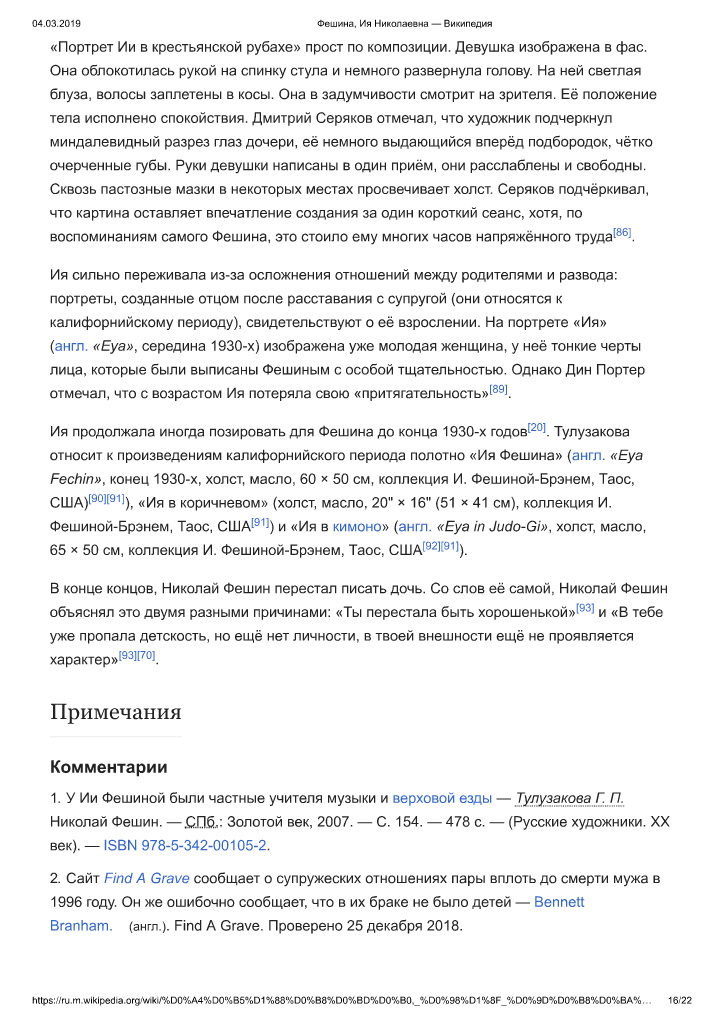 04.03.2019
Фешина, Ия Николаевна — Википедия
«Портрет Ии в крестьянской рубахе» прост по композиции. Девушка изображена в фас.
Она облокотилась рукой на спинку стула и немного развернула голову. На ней светлая
блуза, волосы заплетены в косы. Она в задумчивости смотрит на зрителя. Её положение
тела исполнено спокойствия. Дмитрий Серяков отмечал, что художник подчеркнул
миндалевидный разрез глаз дочери, её немного выдающийся вперёд подбородок, чётко
очерченные губы. Руки девушки написаны в один приём, они расслаблены и свободны.
Сквозь пастозные мазки в некоторых местах просвечивает холст. Серяков подчёркивал,
что картина оставляет впечатление создания за один короткий сеанс, хотя, по
воспоминаниям самого Фешина, это стоило ему многих часов напряжённого труда[86].
Ия сильно переживала из-за осложнения отношений между родителями и развода:
портреты, созданные отцом после расставания с супругой (они относятся к
калифорнийскому периоду), свидетельствуют о её взрослении. На портрете «Ия»
(англ. «Eya», середина 1930-х) изображена уже молодая женщина, у неё тонкие черты
лица, которые были выписаны Фешиным с особой тщательностью. Однако Дин Портер
отмечал, что с возрастом Ия потеряла свою «притягательность»[89].
Ия продолжала иногда позировать для Фешина до конца 1930-х годов[20]. Тулузакова
относит к произведениям калифорнийского периода полотно «Ия Фешина» (англ. «Eya
Fechin», конец 1930-х, холст, масло, 60 × 50 см, коллекция И. Фешиной-Брэнем, Таос,
США)[90][91]), «Ия в коричневом» (холст, масло, 20" × 16" (51 × 41 см), коллекция И.
Фешиной-Брэнем, Таос, США[91]) и «Ия в кимоно» (англ. «Eya in Judo-Gi», холст, масло,
65 × 50 см, коллекция И. Фешиной-Брэнем, Таос, США[92][91]).
В конце концов, Николай Фешин перестал писать дочь. Со слов её самой, Николай Фешин
объяснял это двумя разными причинами: «Ты перестала быть хорошенькой»[93] и «В тебе
уже пропала детскость, но ещё нет личности, в твоей внешности ещё не проявляется
характер»[93][70].
Примечания
Комментарии
1. У Ии Фешиной были частные учителя музыки и верховой езды — Тулузакова Г. П.
Николай Фешин. — СПб.: Золотой век, 2007. — С. 154. — 478 с. — (Русские художники. XX
век). — ISBN 978-5-342-00105-2.
2. Сайт Find A Grave сообщает о супружеских отношениях пары вплоть до смерти мужа в
1996 году. Он же ошибочно сообщает, что в их браке не было детей — Bennett
Branham. (англ.). Find A Grave. Проверено 25 декабря 2018.
https://ru.m.wikipedia.org/wiki/%D0%A4%D0%B5%D1%88%D0%B8%D0%BD%D0%B0,_%D0%98%D1%8F_%D0%9D%D0%B8%D0%BA%…
16/22